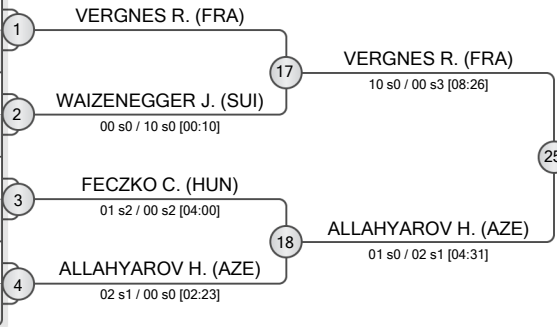 1
VERGNES R. (FRA)
17
VERGNES R. (FRA)
10 s0 / 00 s3 [08:26]
2
WAIZENEGGER J. (SUI)
00 s0 / 10 s0 [00:10]
25
3
FECZKO C. (HUN)
01 s2 / 00 s2 [04:00]
18
ALLAHYAROV H. (AZE)
01 s0 / 02 s1 [04:31]
4
ALLAHYAROV H. (AZE)
02 s1 / 00 s0 [02:23]